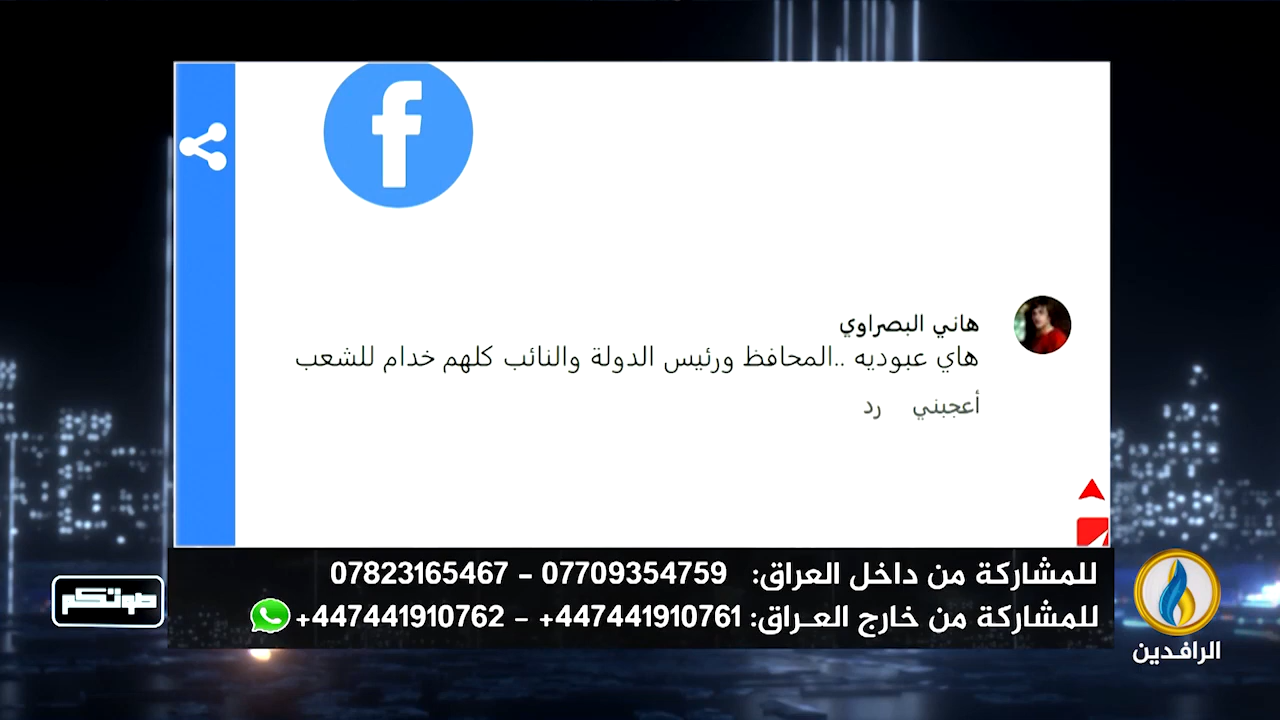 f
هاني البصراوي
هاي عبوديه ..المحافظ ورئيس الدولة والنائب كلهم خدام للشعب
أعجبني رد
للمشاركة من داخل العراق: 07709354759 - 07823165467
للمشاركة من خارج العـراق: 447441910761+ - 447441910762+
صوتكم
الرافدين